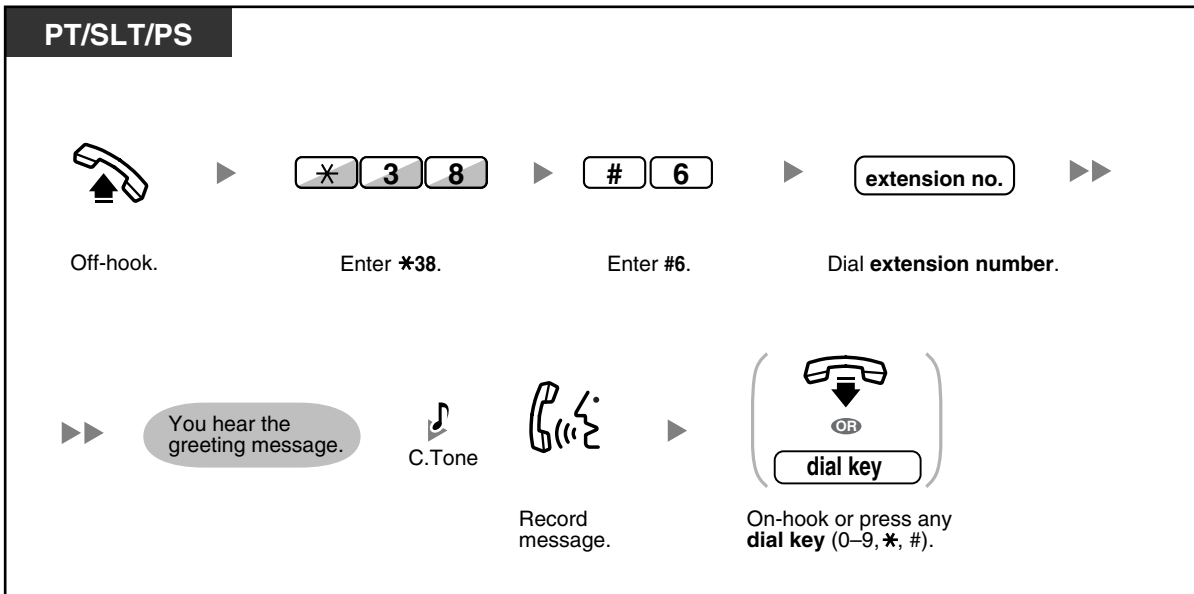 PT/SLT/PS
✱ 3 8
# 6
extension no.
Off-hook.
Enter ✱38.
Enter #6.
Dial extension number.
You hear the
greeting message.
C.Tone
OR
dial key
Record
message.
On-hook or press any
dial key (0–9, ✱, #).